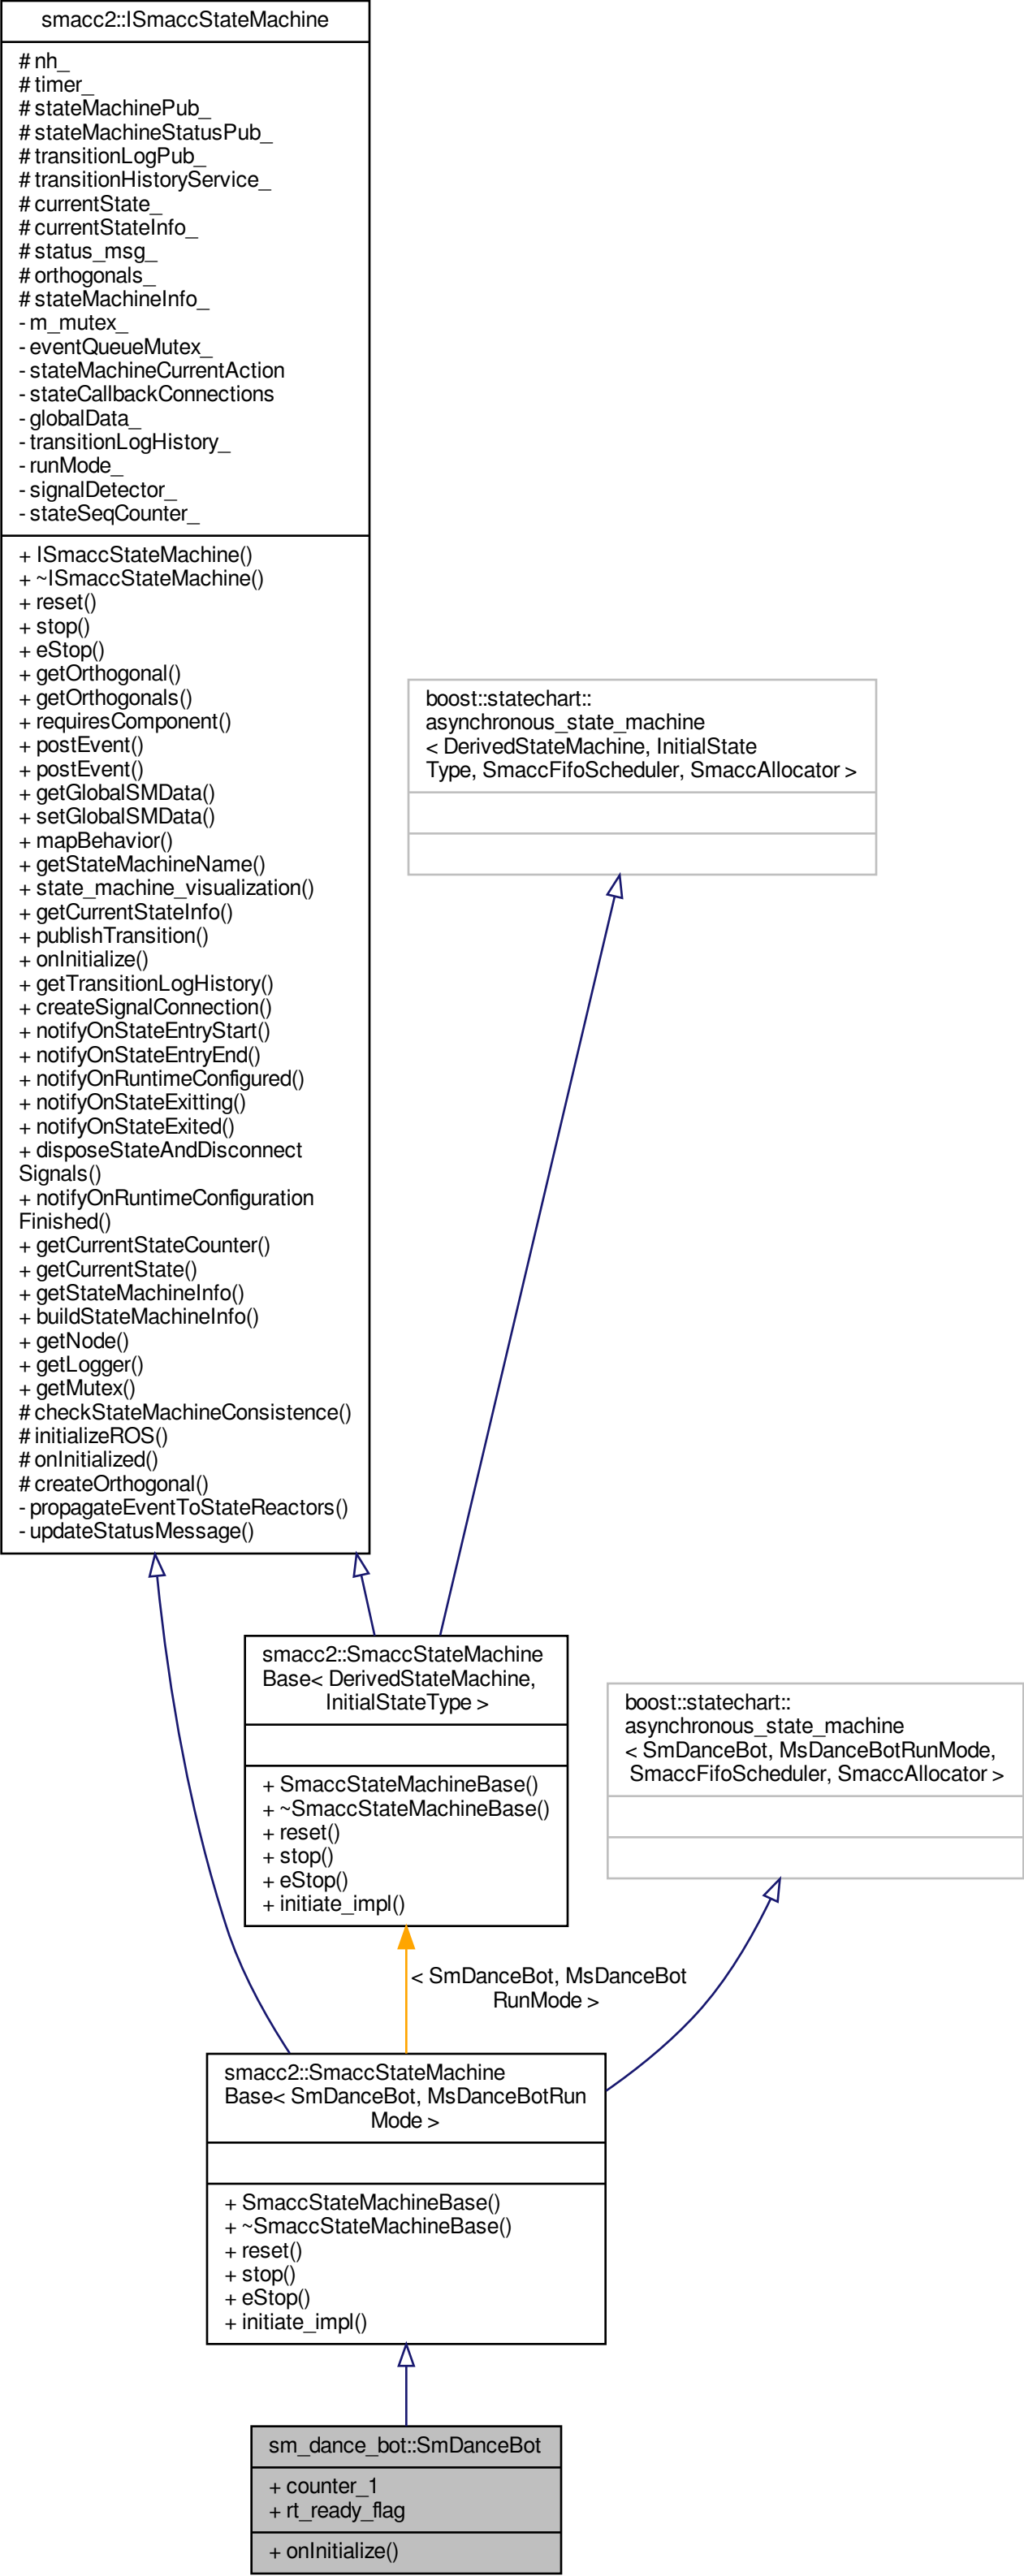 smacc2::ISmaccStateMachine
# nh_
# timer_
# stateMachinePub_
# stateMachineStatusPub_
# transitionLogPub_
# transitionHistoryService_
# currentState_
# currentStateInfo_
# status_msg_
# orthogonals_
# stateMachineInfo_
- m_mutex_
- eventQueueMutex_
- stateMachineCurrentAction
- stateCallbackConnections
- globalData_
- transitionLogHistory_
- runMode_
- signalDetector_
- stateSeqCounter_
+ ISmaccStateMachine()
+ ~ISmaccStateMachine()
+ reset()
+ stop()
+ eStop()
+ getOrthogonal()
+ getOrthogonals()
+ requiresComponent()
+ postEvent()
+ postEvent()
+ getGlobalSMData()
+ setGlobalSMData()
+ mapBehavior()
+ getStateMachineName()
+ state_machine_visualization()
+ getCurrentStateInfo()
+ publishTransition()
+ onInitialize()
+ getTransitionLogHistory()
+ createSignalConnection()
+ notifyOnStateEntryStart()
+ notifyOnStateEntryEnd()
+ notifyOnRuntimeConfigured()
+ notifyOnStateExitting()
+ notifyOnStateExited()
+ disposeStateAndDisconnect
Signals()
+ notifyOnRuntimeConfiguration
Finished()
+ getCurrentStateCounter()
+ getCurrentState()
+ getStateMachineInfo()
+ buildStateMachineInfo()
+ getNode()
+ getLogger()
+ getMutex()
# checkStateMachineConsistence()
# initializeROS()
# onInitialized()
# createOrthogonal()
- propagateEventToStateReactors()
- updateStatusMessage()
boost::statechart::
asynchronous_state_machine
< DerivedStateMachine, InitialState
Type, SmaccFifoScheduler, SmaccAllocator >
smacc2::SmaccStateMachine
Base< DerivedStateMachine,
InitialStateType >
+ SmaccStateMachineBase()
+ ~SmaccStateMachineBase()
+ reset()
+ stop()
+ eStop()
+ initiate_impl()
boost::statechart::
asynchronous_state_machine
< SmDanceBot, MsDanceBotRunMode,
SmaccFifoScheduler, SmaccAllocator >
< SmDanceBot, MsDanceBot
RunMode >
smacc2::SmaccStateMachine
Base< SmDanceBot, MsDanceBotRun
Mode >
+ SmaccStateMachineBase()
+ ~SmaccStateMachineBase()
+ reset()
+ stop()
+ eStop()
+ initiate_impl()
sm_dance_bot::SmDanceBot
+ counter_1
+ rt_ready_flag
+ onInitialize()